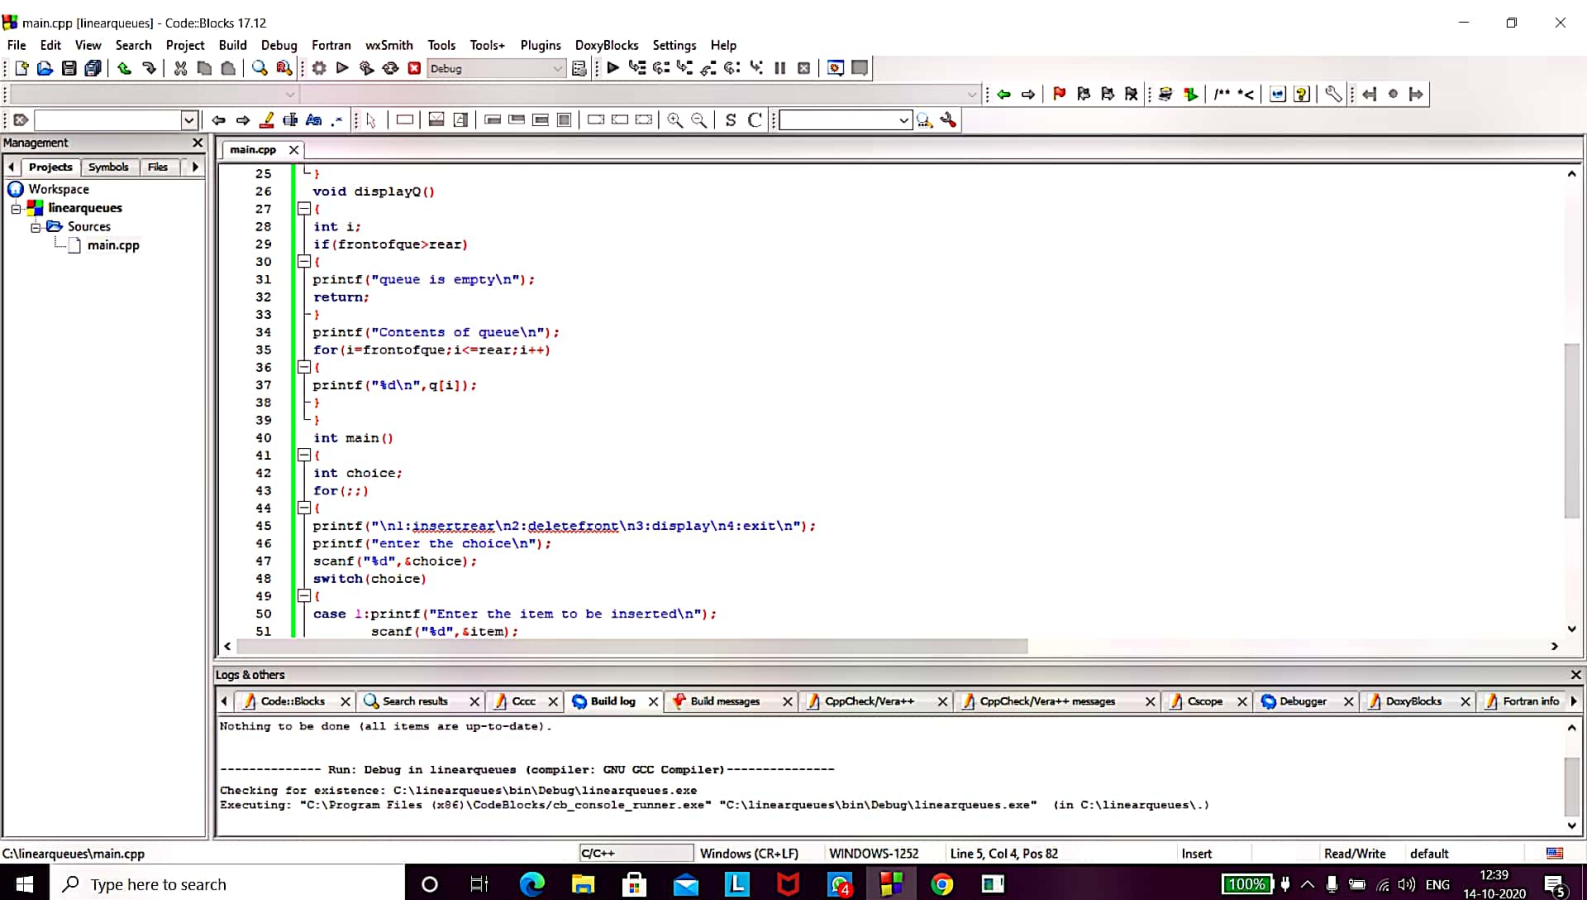 main.cpp [linearqueues] - Code::Blocks 17.12
File Edit View Search Project Build Debug Fortran wxSmith Tools Tools+ Plugins DoxyBlocks Settings Help
Debug
/** *<
S C
Management
main.cpp
Projects Symbols Files
Workspace
linearqueues
Sources
main.cpp
25 }
26 void displayQ()
27 {
28 int i;
29 if(frontofque>rear)
30 {
31 printf("queue is empty\n");
32 return;
33 }
34 printf("Contents of queue\n");
35 for(i=frontofque;i<=rear;i++)
36 {
37 printf("%d\n",q[i]);
38 }
39 }
40 int main()
41 {
42 int choice;
43 for(;;)
44 {
45 printf("\n1:insertrear\n2:deletefront\n3:display\n4:exit\n");
46 printf("enter the choice\n");
47 scanf("%d",&choice);
48 switch(choice)
49 {
50 case 1:printf("Enter the item to be inserted\n");
51 scanf("%d",&item);
Logs & others
Code::Blocks Search results Cccc Build log Build messages CppCheck/Vera++ CppCheck/Vera++ messages Cscope Debugger DoxyBlocks Fortran info
Nothing to be done (all items are up-to-date).
-------------- Run: Debug in linearqueues (compiler: GNU GCC Compiler)---------------
Checking for existence: C:\linearqueues\bin\Debug\linearqueues.exe
Executing: "C:\Program Files (x86)\CodeBlocks/cb_console_runner.exe" "C:\linearqueues\bin\Debug\linearqueues.exe" (in C:\linearqueues\.)
C:\linearqueues\main.cpp C/C++ Windows (CR+LF) WINDOWS-1252 Line 5, Col 4, Pos 82 Insert Read/Write default
Type here to search L 4 100% ENG 12:39
14-10-2020 5